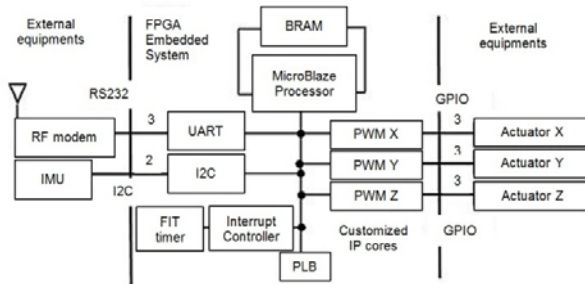 External
equipments
FPGA
Embedded
System
BRAM
External
equipments
MicroBlaze
Processor
RS232
GPIO
RF modem
3
UART
PWM X
3
Actuator X
IMU
2
I2C
PWM Y
3
Actuator Y
I2C
PWM Z
3
Actuator Z
FIT
timer
Interrupt
Controller
Customized
IP cores
GPIO
PLB